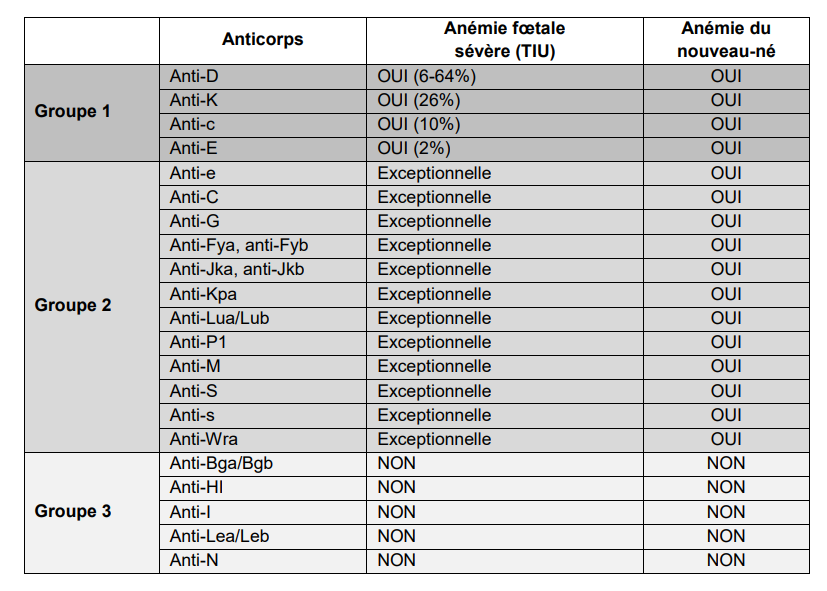 Anticorps
Anémie fœtale
sévère (TIU)
Anémie du
nouveau-né
Groupe 1
Anti-D OUI (6-64%) OUI
Anti-K OUI (26%) OUI
Anti-c OUI (10%) OUI
Anti-E OUI (2%) OUI
Groupe 2
Anti-e Exceptionnelle OUI
Anti-C Exceptionnelle OUI
Anti-G Exceptionnelle OUI
Anti-Fya, anti-Fyb Exceptionnelle OUI
Anti-Jka, anti-Jkb Exceptionnelle OUI
Anti-Kpa Exceptionnelle OUI
Anti-Lua/Lub Exceptionnelle OUI
Anti-P1 Exceptionnelle OUI
Anti-M Exceptionnelle OUI
Anti-S Exceptionnelle OUI
Anti-s Exceptionnelle OUI
Anti-Wra Exceptionnelle OUI
Groupe 3
Anti-Bga/Bgb NON NON
Anti-HI NON NON
Anti-I NON NON
Anti-Lea/Leb NON NON
Anti-N NON NON